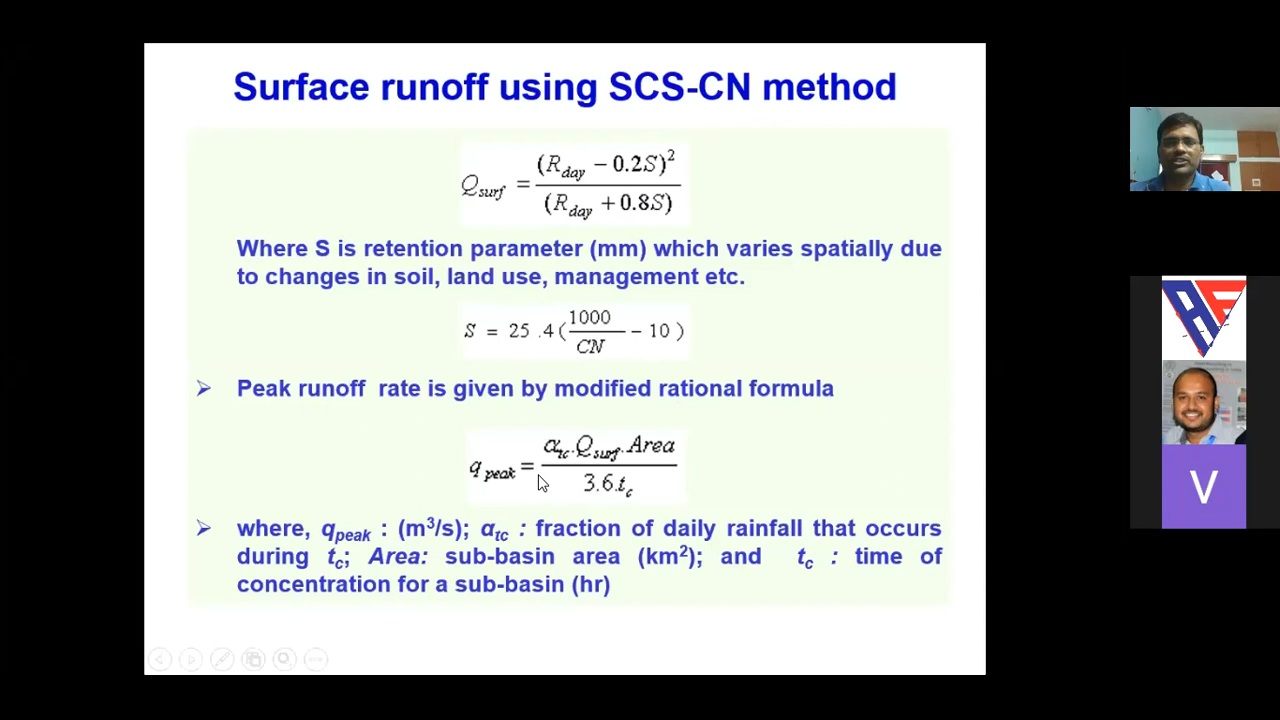 Surface runoff using SCS-CN method
Q_surf = (R_day − 0.2S)² / (R_day + 0.8S)
Where S is retention parameter (mm) which varies spatially due
to changes in soil, land use, management etc.
S = 25 .4 ( 1000 / CN − 10 )
➢ Peak runoff rate is given by modified rational formula
q_peak = α_tc.Q_surf.Area / 3.6.t_c
➢ where, q_peak : (m³/s); α_tc : fraction of daily rainfall that occurs
during t_c; Area: sub-basin area (km²); and t_c : time of
concentration for a sub-basin (hr)
AF
V